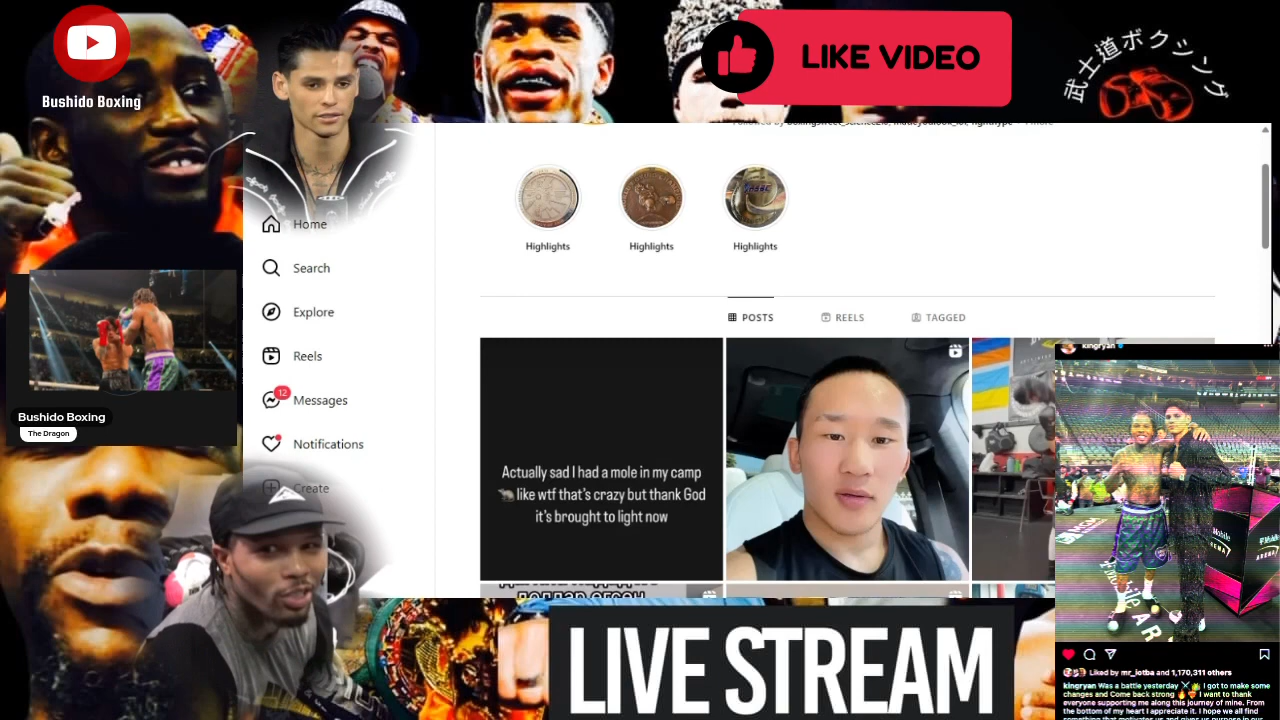 Bushido Boxing
LIKE VIDEO
武士道ボクシング
Home
Search
Explore
Reels
12
Messages
Notifications
Create
Highlights
Highlights
Highlights
POSTS
REELS
TAGGED
Actually sad I had a mole in my camp
🐀 like wtf that's crazy but thank God
it's brought to light now
Bushido Boxing
The Dragon
LIVE STREAM
kingryan
Liked by mr_lotba and 1,170,311 others
kingryan Was a battle yesterday ⚔️ 🙌 I got to make some
changes and Come back strong 🔥❤️ I want to thank
everyone supporting me along this journey of mine. From
the bottom of my heart I appreciate it. I hope we all find